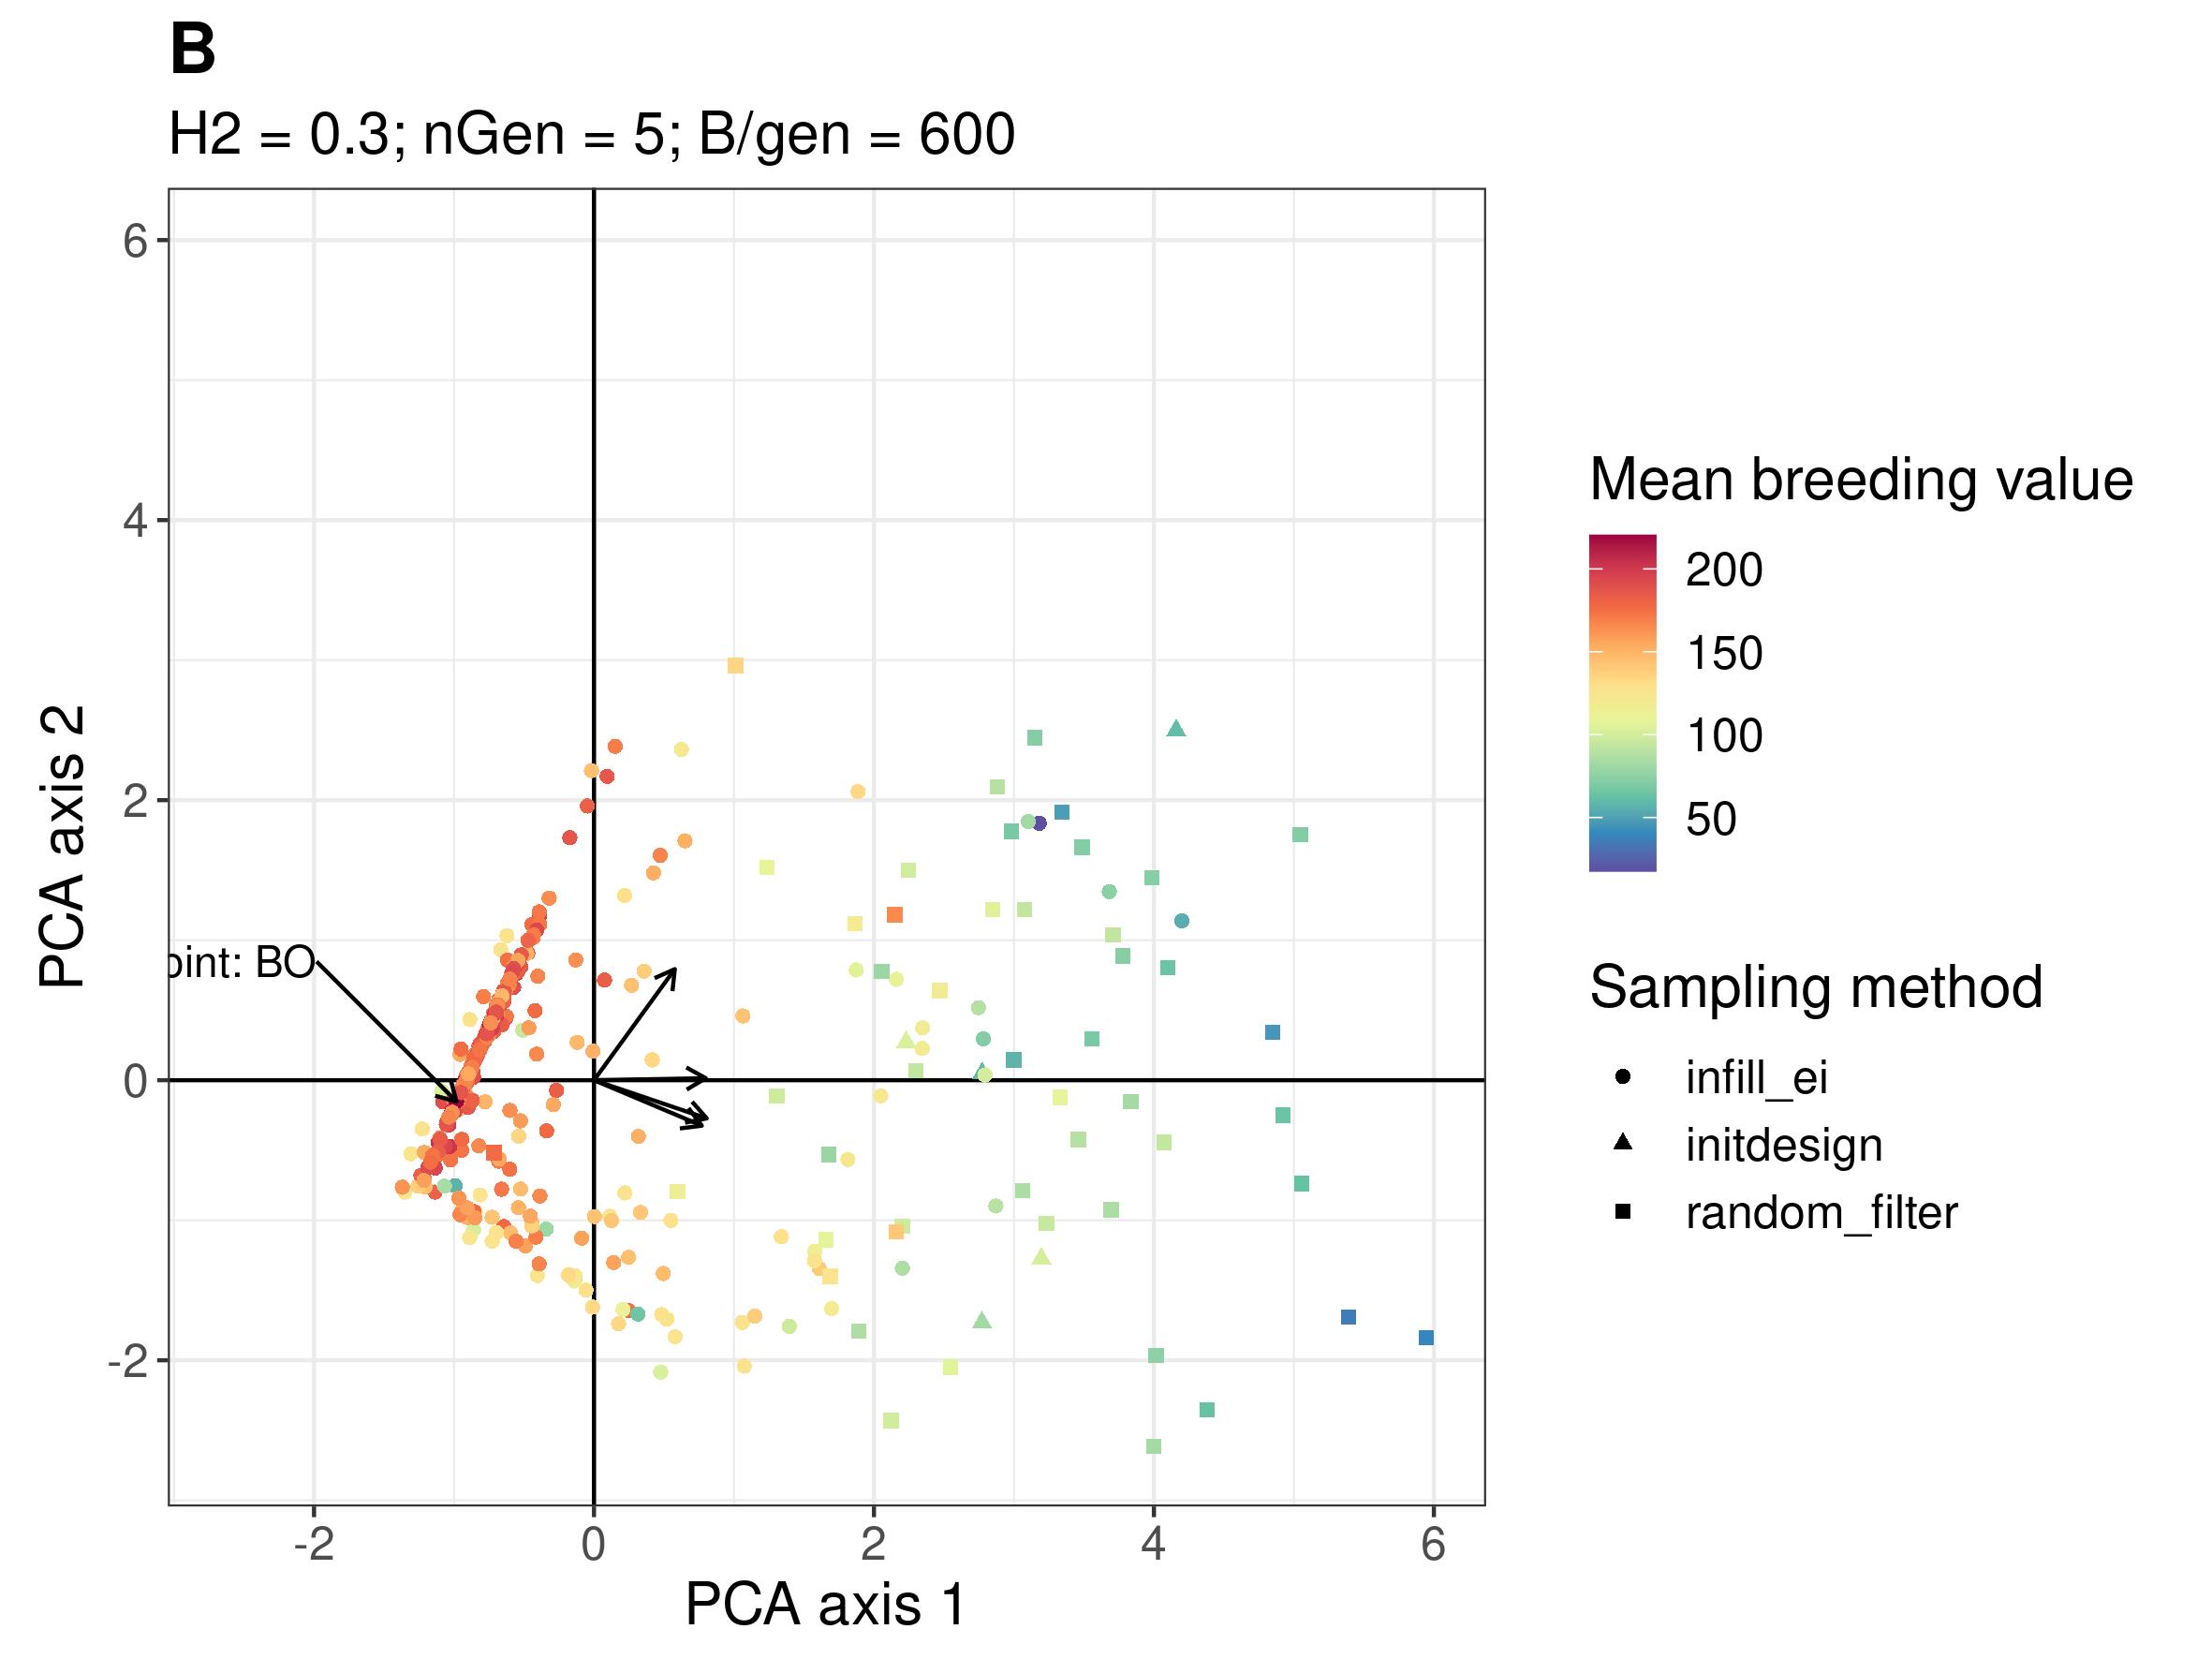 B
H2 = 0.3; nGen = 5; B/gen = 600
6
4
2
0
-2
PCA axis 2
oint: BO
-2
0
2
4
6
PCA axis 1
Mean breeding value
200
150
100
50
Sampling method
infill_ei
initdesign
random_filter